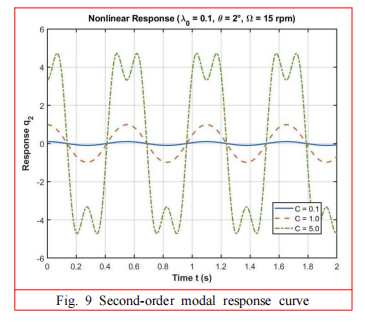 Nonlinear Response (λ₀ = 0.1, θ = 2°, Ω = 15 rpm)
6
4
2
0
-2
-4
-6
Response q₂
C = 0.1
C = 1.0
C = 5.0
0 0.2 0.4 0.6 0.8 1 1.2 1.4 1.6 1.8 2
Time t (s)
Fig. 9 Second-order modal response curve